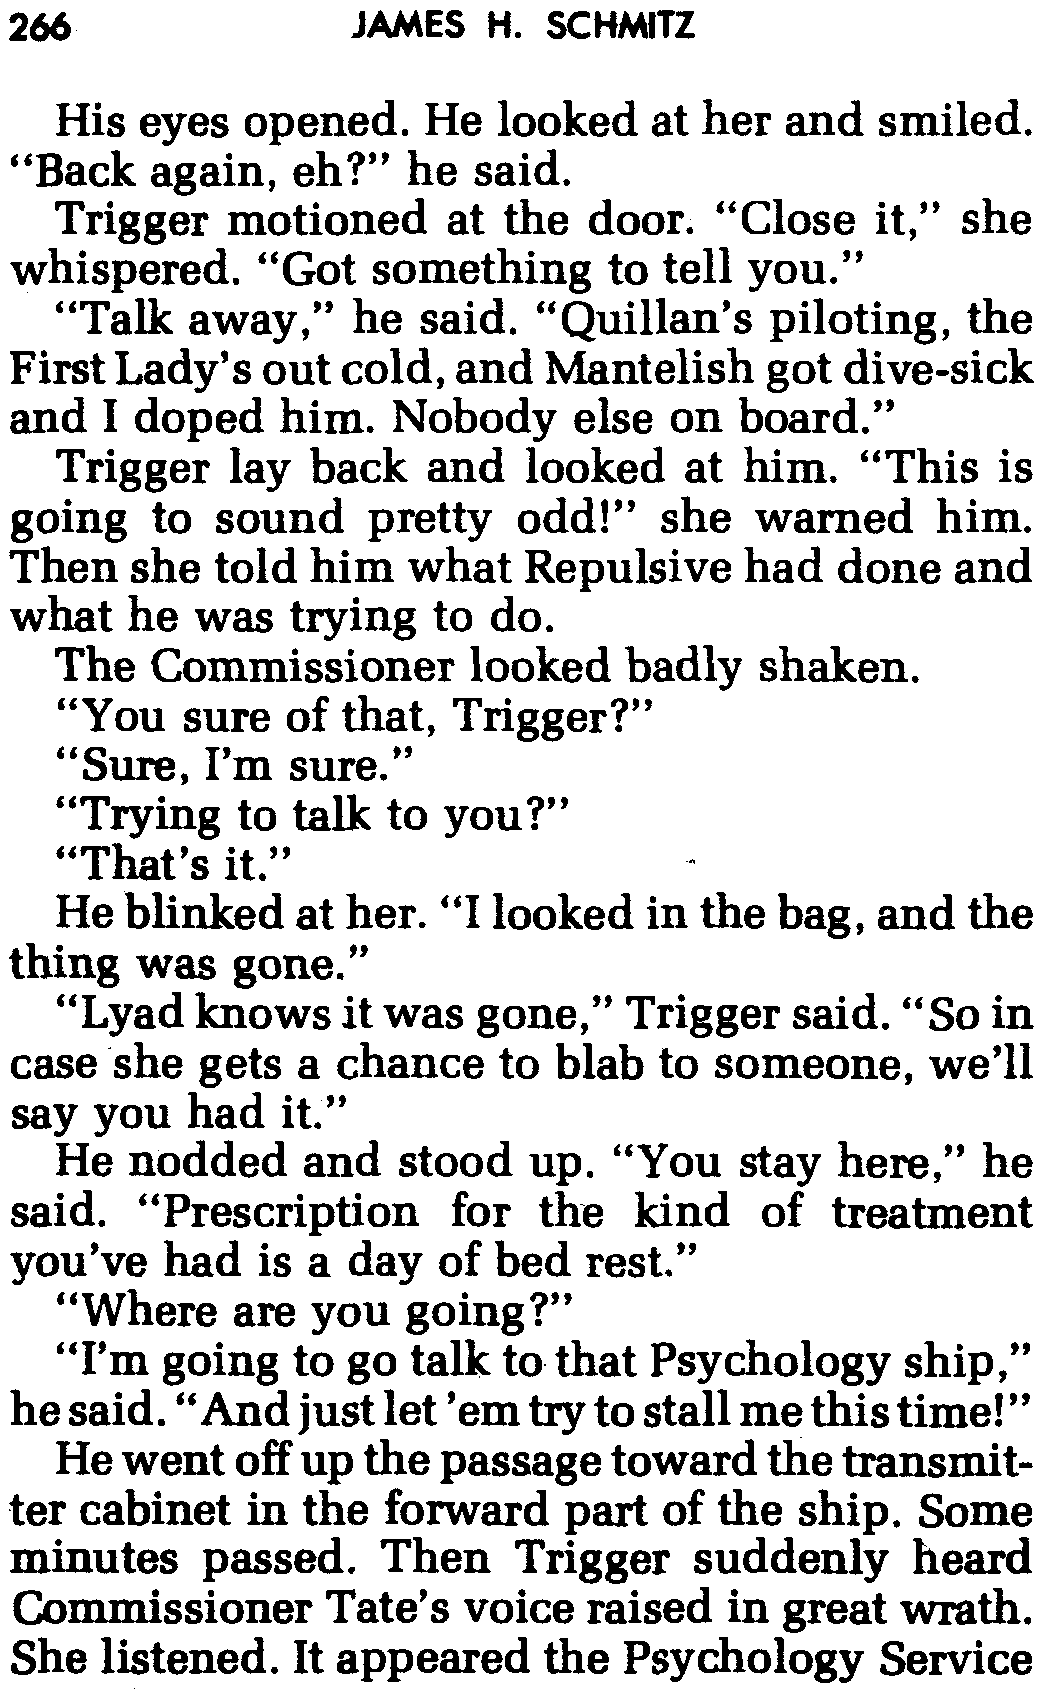 266 JAMES H. SCHMITZ
His eyes opened. He looked at her and smiled.
“Back again, eh?” he said.
Trigger motioned at the door. “Close it,” she
whispered. “Got something to tell you.”
“Talk away,” he said. “Quillan’s piloting, the
First Lady’s out cold, and Mantelish got dive-sick
and I doped him. Nobody else on board.”
Trigger lay back and looked at him. “This is
going to sound pretty odd!” she warned him.
Then she told him what Repulsive had done and
what he was trying to do.
The Commissioner looked badly shaken.
“You sure of that, Trigger?”
“Sure, I’m sure.”
“Trying to talk to you?”
“That’s it.”
He blinked at her. “I looked in the bag, and the
thing was gone.”
“Lyad knows it was gone,” Trigger said. “So in
case she gets a chance to blab to someone, we’ll
say you had it.”
He nodded and stood up. “You stay here,” he
said. “Prescription for the kind of treatment
you’ve had is a day of bed rest.”
“Where are you going?”
“I’m going to go talk to that Psychology ship,”
he said. “And just let ’em try to stall me this time!”
He went off up the passage toward the transmit-
ter cabinet in the forward part of the ship. Some
minutes passed. Then Trigger suddenly heard
Commissioner Tate’s voice raised in great wrath.
She listened. It appeared the Psychology Service